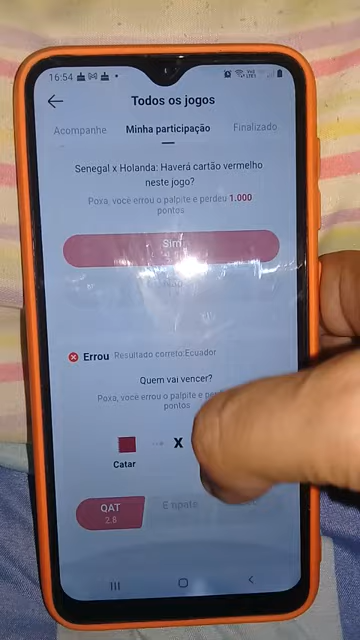 16:54
Todos os jogos
Acompanhe Minha participação Finalizado
Senegal x Holanda: Haverá cartão vermelho
neste jogo?
Poxa, você errou o palpite e perdeu 1.000
pontos
Sim
Errou Resultado correto:Ecuador
Quem vai vencer?
Poxa, você errou o palpite e
pontos
X
Catar
QAT
2.8